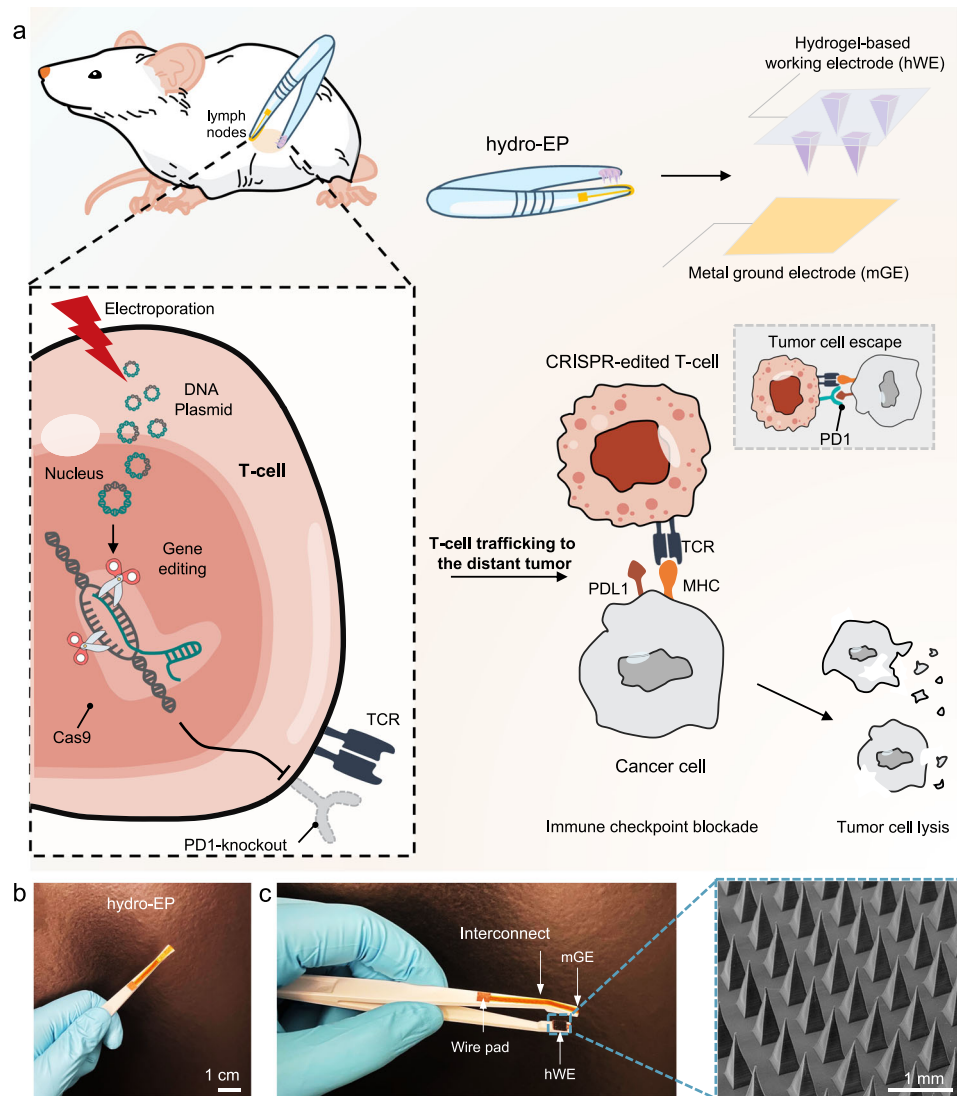 a
lymph
nodes
hydro-EP
Hydrogel-based
working electrode (hWE)
Metal ground electrode (mGE)
Electroporation
DNA
Plasmid
Nucleus
T-cell
Gene
editing
Cas9
TCR
PD1-knockout
T-cell trafficking to
the distant tumor
CRISPR-edited T-cell
Tumor cell escape
PD1
TCR
PDL1
MHC
Cancer cell
Immune checkpoint blockade
Tumor cell lysis
b
hydro-EP
1 cm
c
Interconnect
mGE
Wire pad
hWE
1 mm